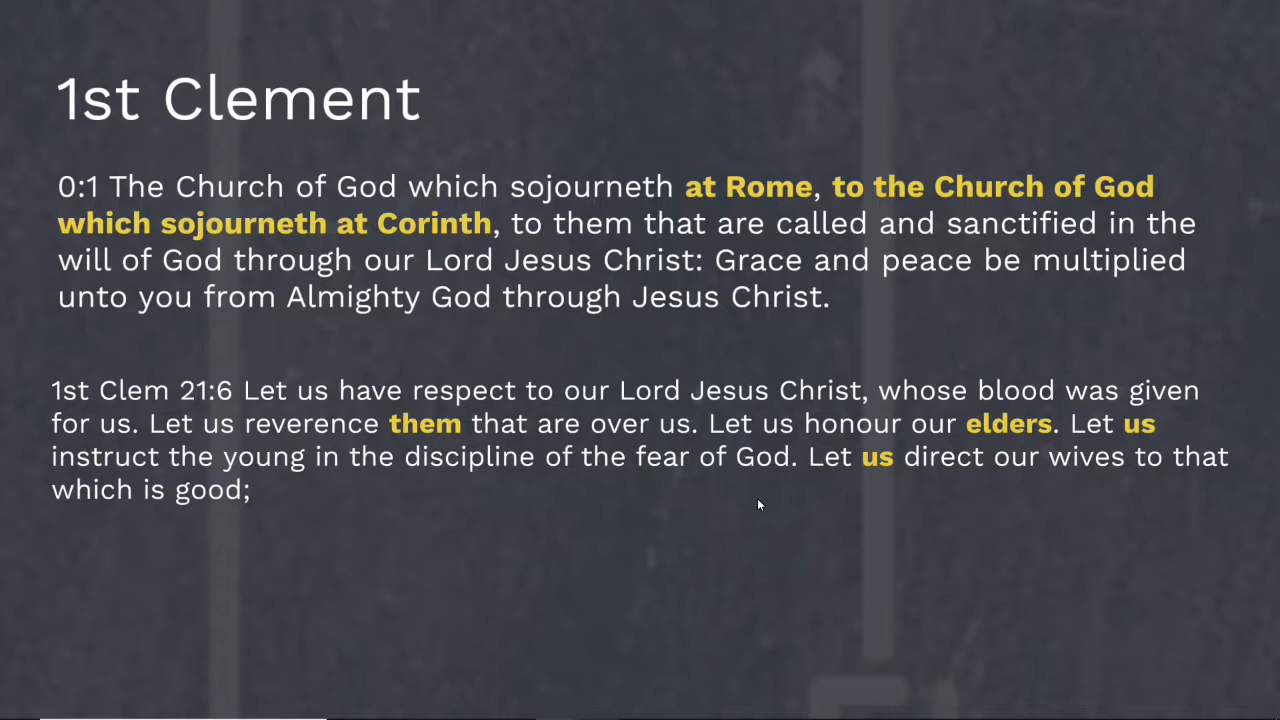 1st Clement
0:1 The Church of God which sojourneth at Rome, to the Church of God
which sojourneth at Corinth, to them that are called and sanctified in the
will of God through our Lord Jesus Christ: Grace and peace be multiplied
unto you from Almighty God through Jesus Christ.
1st Clem 21:6 Let us have respect to our Lord Jesus Christ, whose blood was given
for us. Let us reverence them that are over us. Let us honour our elders. Let us
instruct the young in the discipline of the fear of God. Let us direct our wives to that
which is good;